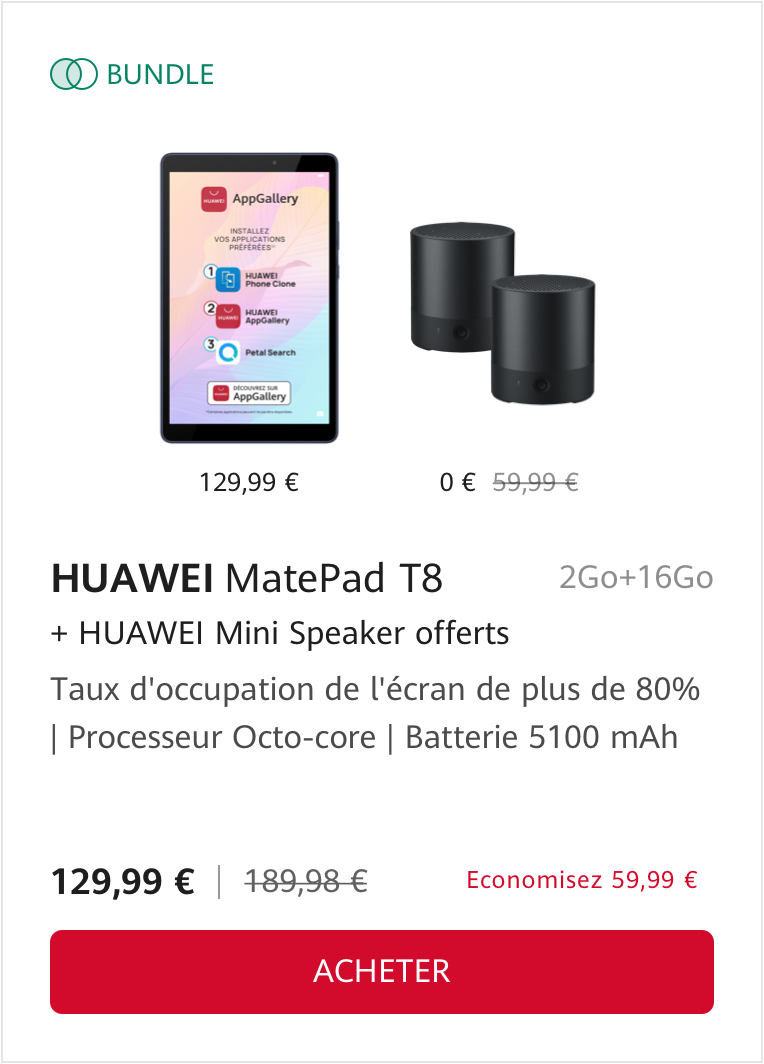 BUNDLE
HUAWEI AppGallery
INSTALLEZ
VOS APPLICATIONS
PRÉFÉRÉES
1 HUAWEI
Phone Clone
2 HUAWEI HUAWEI
AppGallery
3 Petal Search
DÉCOUVREZ SUR
AppGallery
129,99 €
0 € 59,99 €
HUAWEI MatePad T8 2Go+16Go
+ HUAWEI Mini Speaker offerts
Taux d'occupation de l'écran de plus de 80%
| Processeur Octo-core | Batterie 5100 mAh
129,99 € | 189,98 € Economisez 59,99 €
ACHETER